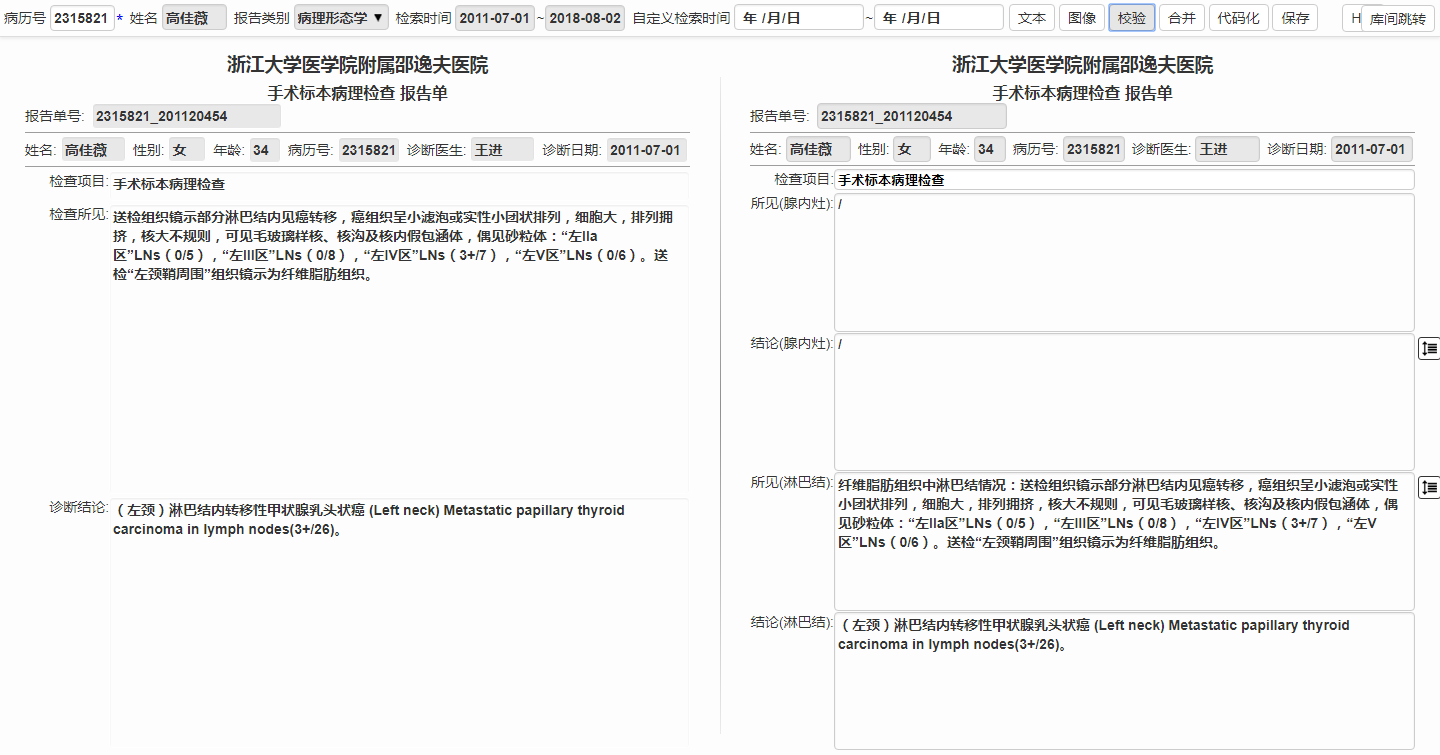 病历号 2315821 * 姓名 高佳薇 报告类别 病理形态学 ▼ 检索时间 2011-07-01 ~ 2018-08-02 自定义检索时间 年 /月/日 ~ 年 /月/日 文本 图像 校验 合并 代码化 保存 H 库间跳转
浙江大学医学院附属邵逸夫医院
手术标本病理检查 报告单
报告单号: 2315821_201120454
姓名: 高佳薇 性别: 女 年龄: 34 病历号: 2315821 诊断医生: 王进 诊断日期: 2011-07-01
检查项目: 手术标本病理检查
检查所见: 送检组织镜示部分淋巴结内见癌转移，癌组织呈小滤泡或实性小团状排列，细胞大，排列拥
挤，核大不规则，可见毛玻璃样核、核沟及核内假包涵体，偶见砂粒体：“左IIa
区”LNs（0/5），“左III区”LNs（0/8），“左IV区”LNs（3+/7），“左V区”LNs（0/6）。送
检“左颈鞘周围”组织镜示为纤维脂肪组织。
诊断结论: （左颈）淋巴结内转移性甲状腺乳头状癌 (Left neck) Metastatic papillary thyroid
carcinoma in lymph nodes(3+/26)。
浙江大学医学院附属邵逸夫医院
手术标本病理检查 报告单
报告单号: 2315821_201120454
姓名: 高佳薇 性别: 女 年龄: 34 病历号: 2315821 诊断医生: 王进 诊断日期: 2011-07-01
检查项目: 手术标本病理检查
所见(腺内灶): /
结论(腺内灶): /
所见(淋巴结): 纤维脂肪组织中淋巴结情况：送检组织镜示部分淋巴结内见癌转移，癌组织呈小滤泡或实性
小团状排列，细胞大，排列拥挤，核大不规则，可见毛玻璃样核、核沟及核内假包涵体，偶
见砂粒体：“左IIa区”LNs（0/5），“左III区”LNs（0/8），“左IV区”LNs（3+/7），“左V
区”LNs（0/6）。送检“左颈鞘周围”组织镜示为纤维脂肪组织。
结论(淋巴结): （左颈）淋巴结内转移性甲状腺乳头状癌 (Left neck) Metastatic papillary thyroid
carcinoma in lymph nodes(3+/26)。